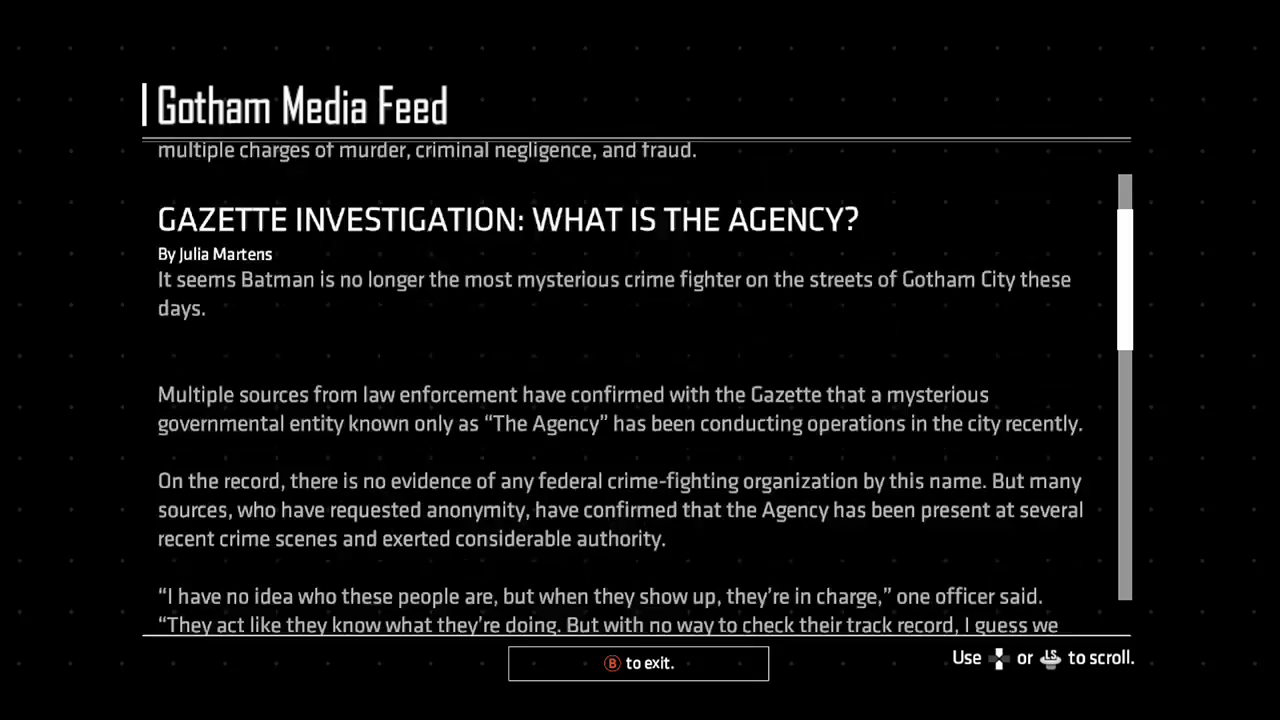 Gotham Media Feed
multiple charges of murder, criminal negligence, and fraud.
GAZETTE INVESTIGATION: WHAT IS THE AGENCY?
By Julia Martens
It seems Batman is no longer the most mysterious crime fighter on the streets of Gotham City these
days.
Multiple sources from law enforcement have confirmed with the Gazette that a mysterious
governmental entity known only as “The Agency” has been conducting operations in the city recently.
On the record, there is no evidence of any federal crime-fighting organization by this name. But many
sources, who have requested anonymity, have confirmed that the Agency has been present at several
recent crime scenes and exerted considerable authority.
“I have no idea who these people are, but when they show up, they’re in charge,” one officer said.
“They act like they know what they’re doing. But with no way to check their track record, I guess we
B to exit.
Use or LS to scroll.